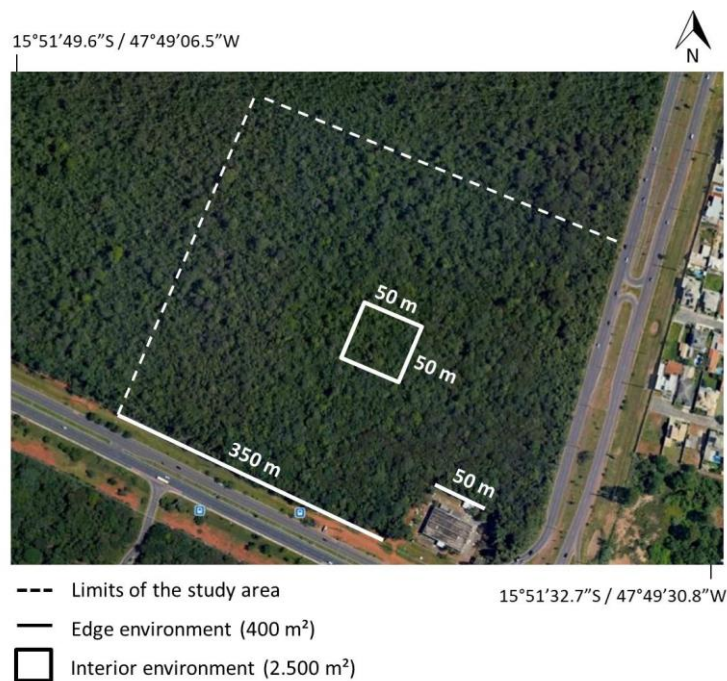 15°51’49.6”S / 47°49’06.5”W
N
50 m
50 m
350 m
50 m
15°51’32.7”S / 47°49’30.8”W
Limits of the study area
Edge environment (400 m²)
Interior environment (2.500 m²)